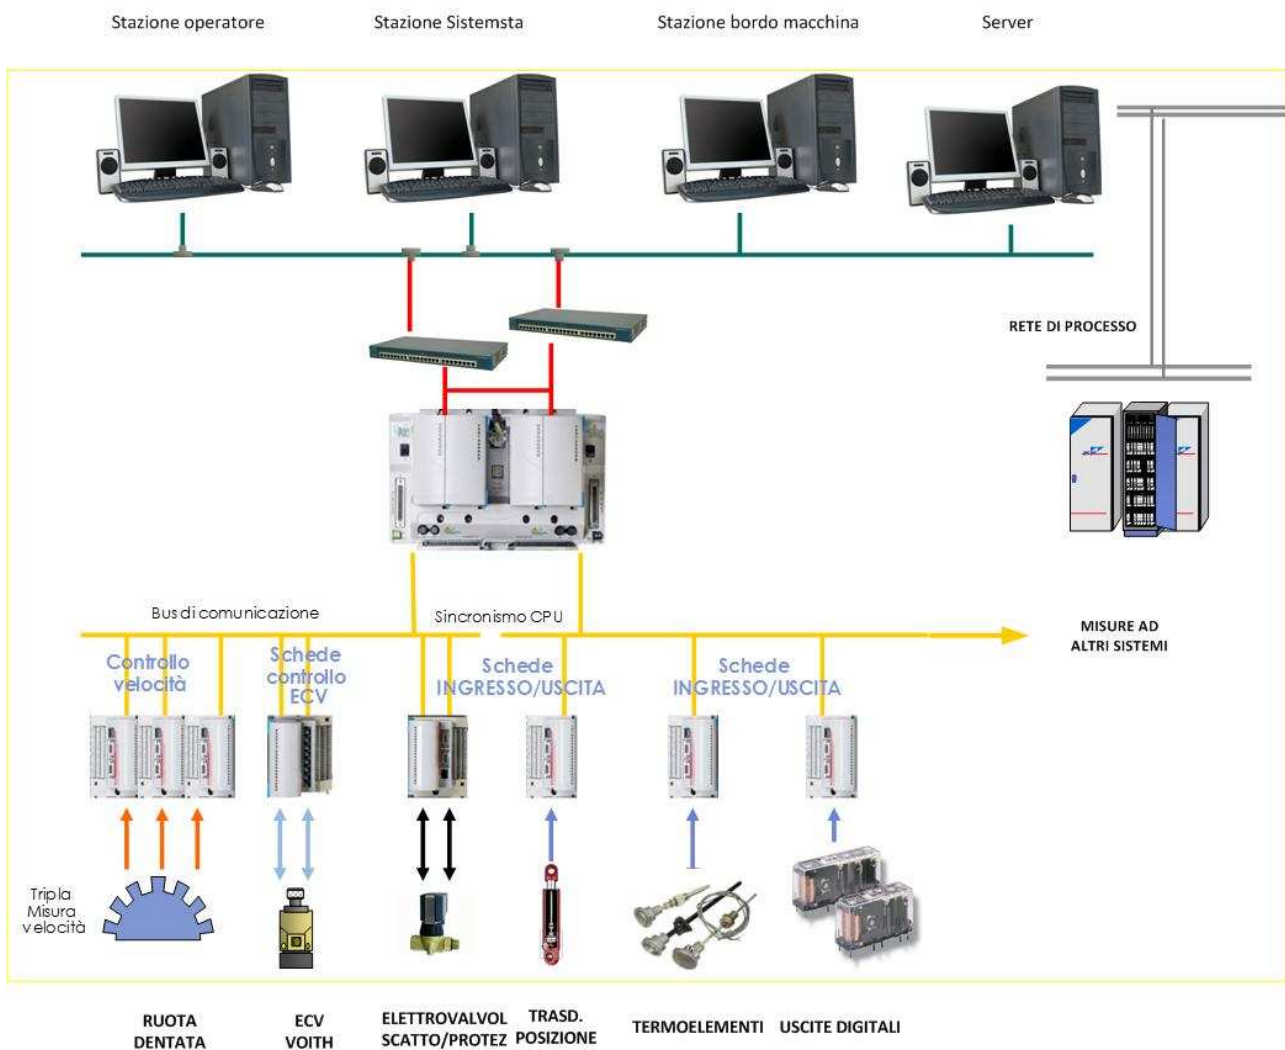 Stazione operatore
Stazione Sistemsta
Stazione bordo macchina
Server
RETE DI PROCESSO
Bus di comunicazione
Sincronismo CPU
MISURE AD
ALTRI SISTEMI
Controllo
velocità
Schede
controllo
ECV
Schede
INGRESSO/USCITA
Schede
INGRESSO/USCITA
Tripla
Misura
velocità
RUOTA
DENTATA
ECV
VOITH
ELETTROVALVOL
SCATTO/PROTEZ
TRASD.
POSIZIONE
TERMOELEMENTI
USCITE DIGITALI